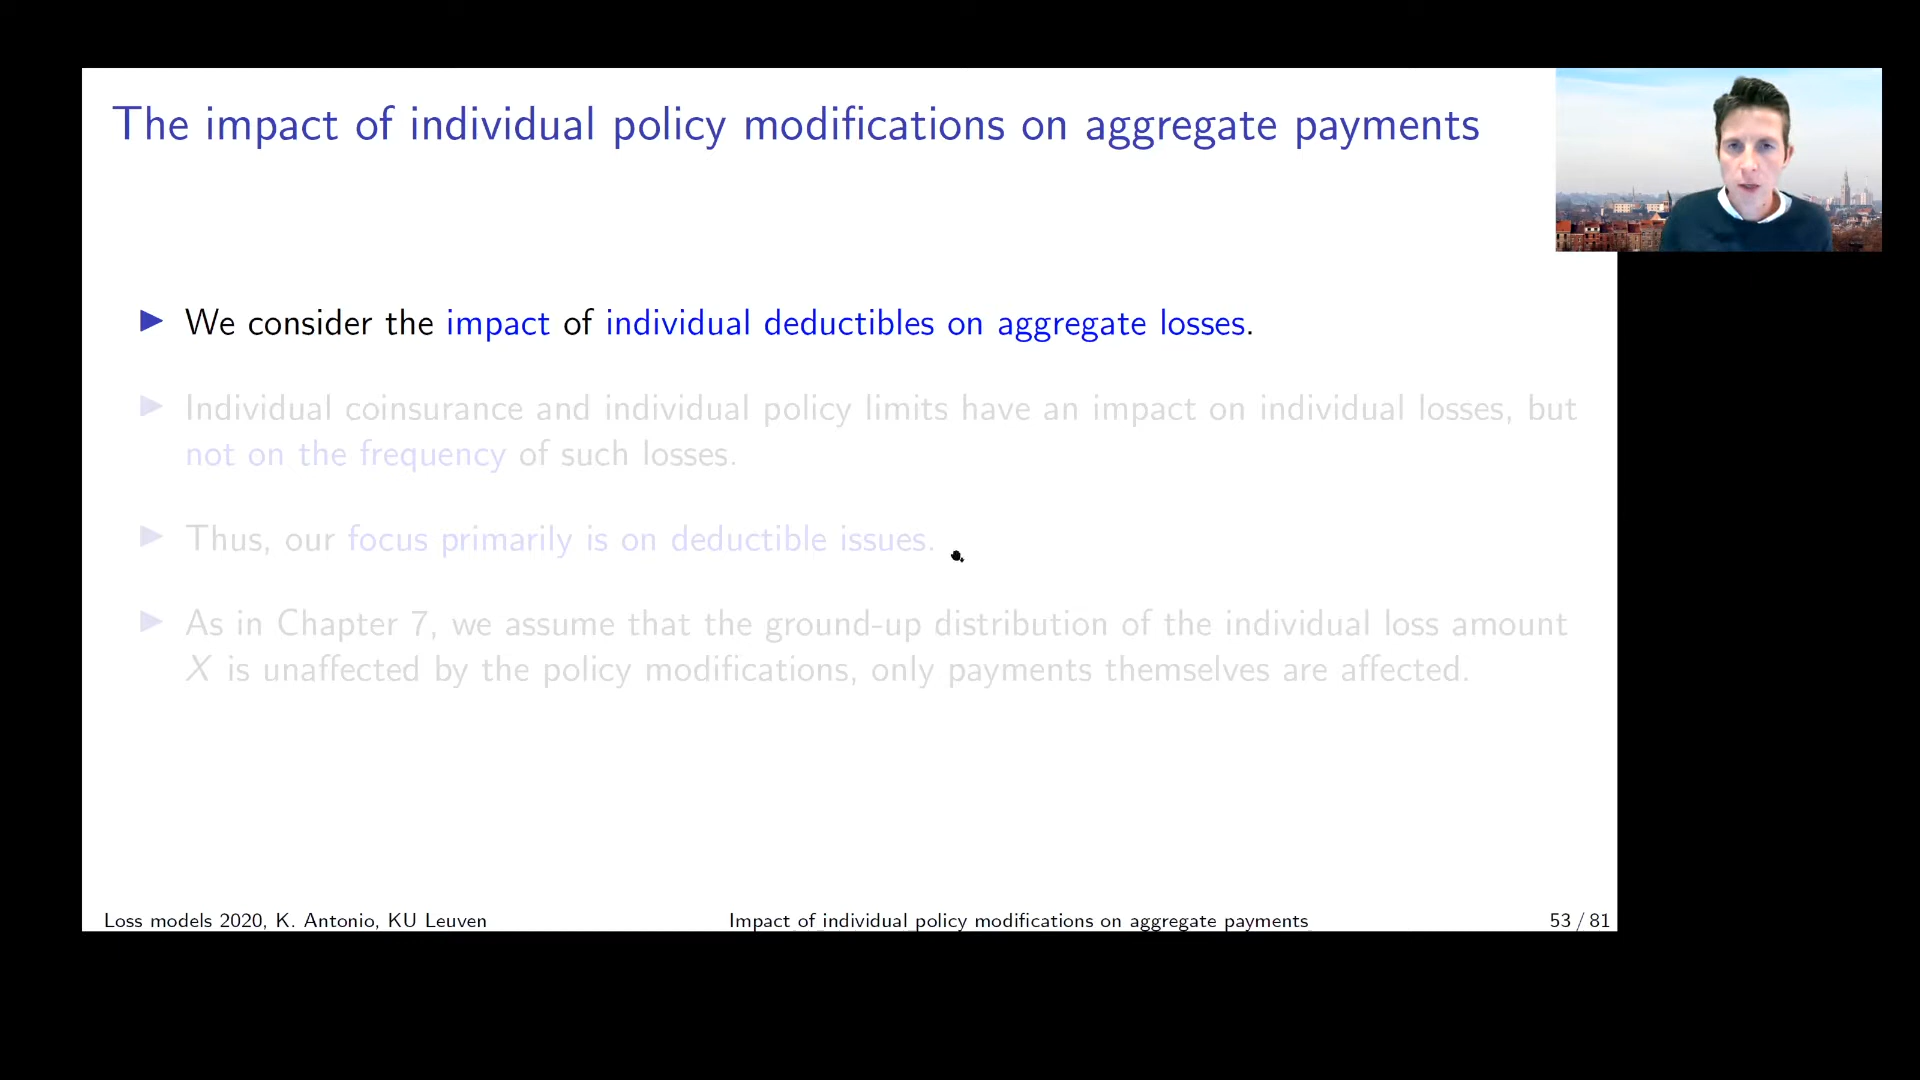 The impact of individual policy modifications on aggregate payments
We consider the impact of individual deductibles on aggregate losses.
Individual coinsurance and individual policy limits have an impact on individual losses, but
not on the frequency of such losses.
Thus, our focus primarily is on deductible issues.
As in Chapter 7, we assume that the ground-up distribution of the individual loss amount
X is unaffected by the policy modifications, only payments themselves are affected.
Loss models 2020, K. Antonio, KU Leuven
Impact of individual policy modifications on aggregate payments
53 / 81